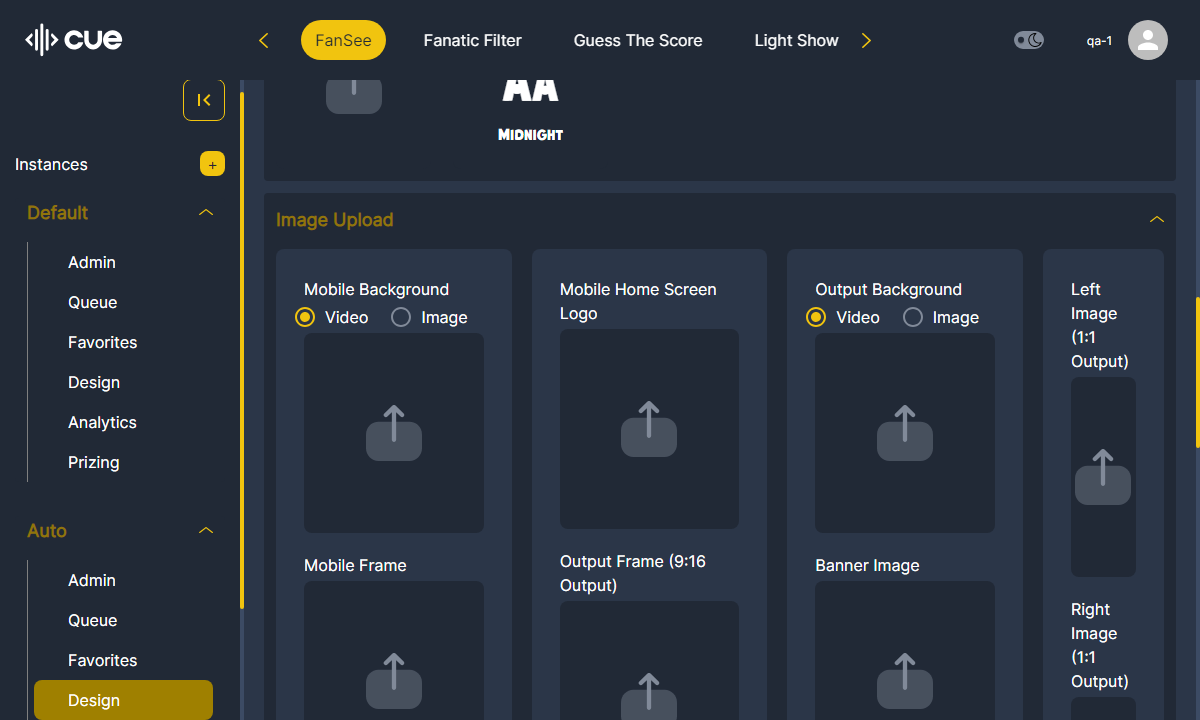 cue
FanSee
Fanatic Filter
Guess The Score
Light Show
qa-1
Instances
+
Default
Admin
Queue
Favorites
Design
Analytics
Prizing
Auto
Admin
Queue
Favorites
Design
AA
MIDNIGHT
Image Upload
Mobile Background
Video
Image
Mobile Frame
Mobile Home Screen
Logo
Output Frame (9:16
Output)
Output Background
Video
Image
Banner Image
Left
Image
(1:1
Output)
Right
Image
(1:1
Output)